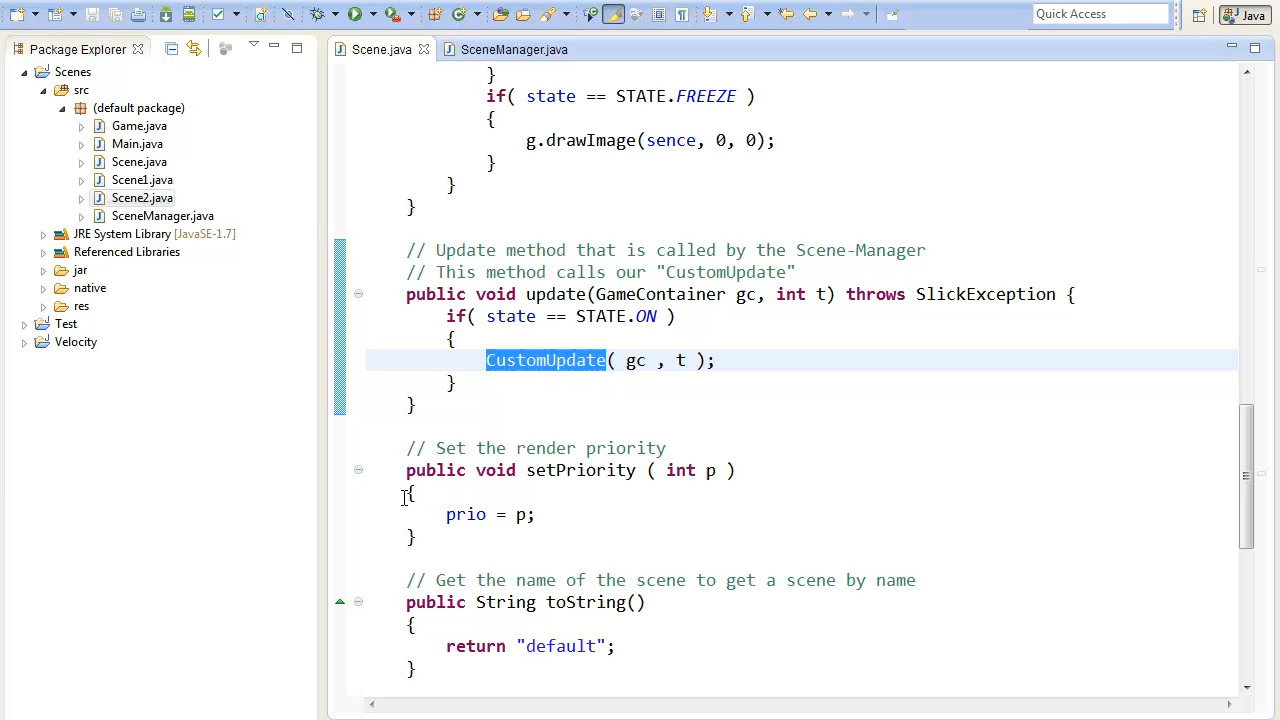 Quick Access
Java
Package Explorer
Scenes
src
(default package)
Game.java
Main.java
Scene.java
Scene1.java
Scene2.java
SceneManager.java
JRE System Library [JavaSE-1.7]
Referenced Libraries
jar
native
res
Test
Velocity
Scene.java
SceneManager.java
}
if( state == STATE.FREEZE )
{
g.drawImage(sence, 0, 0);
}
}
}
// Update method that is called by the Scene-Manager
// This method calls our "CustomUpdate"
public void update(GameContainer gc, int t) throws SlickException {
if( state == STATE.ON )
{
CustomUpdate( gc , t );
}
}
// Set the render priority
public void setPriority ( int p )
{
prio = p;
}
// Get the name of the scene to get a scene by name
public String toString()
{
return "default";
}